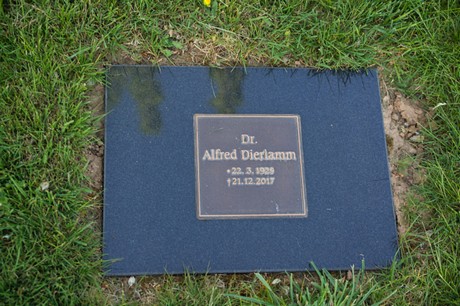 Dr.
Alfred Dierlamm
*22. 3. 1929
†21.12.2017